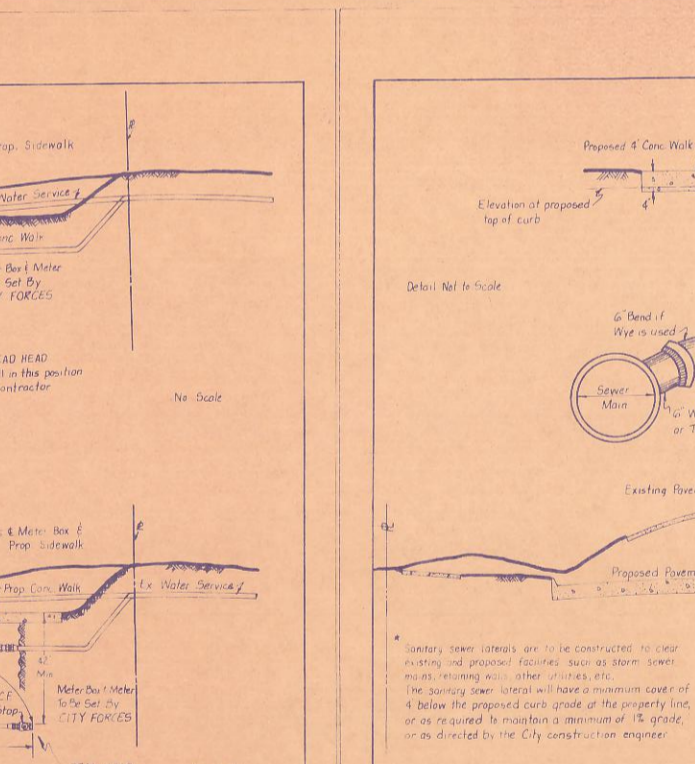 Prop. Sidewalk
Water Service
Conc Walk
Box & Meter
Set By
FORCES
HEAD
in this position
ontractor
No Scale
℄ Meter Box &
Prop Sidewalk
Prop Conc. Walk
Ex Water Service
42"
Min
Meter Box & Meter
To Be Set By
CITY FORCES
Proposed 4" Conc Walk
4"
Elevation at proposed
top of curb
Detail Not to Scale
6" Bend if
Wye is used
Sewer
Main
6" W
or T
Existing Pave
Proposed Pavem
* Sanitary sewer laterals are to be constructed to clear
existing and proposed facilities such as storm sewer
mains, retaining walls, other utilities, etc.
The sanitary sewer lateral will have a minimum cover of
4' below the proposed curb grade at the property line,
or as required to maintain a minimum of 1% grade,
or as directed by the City construction engineer.